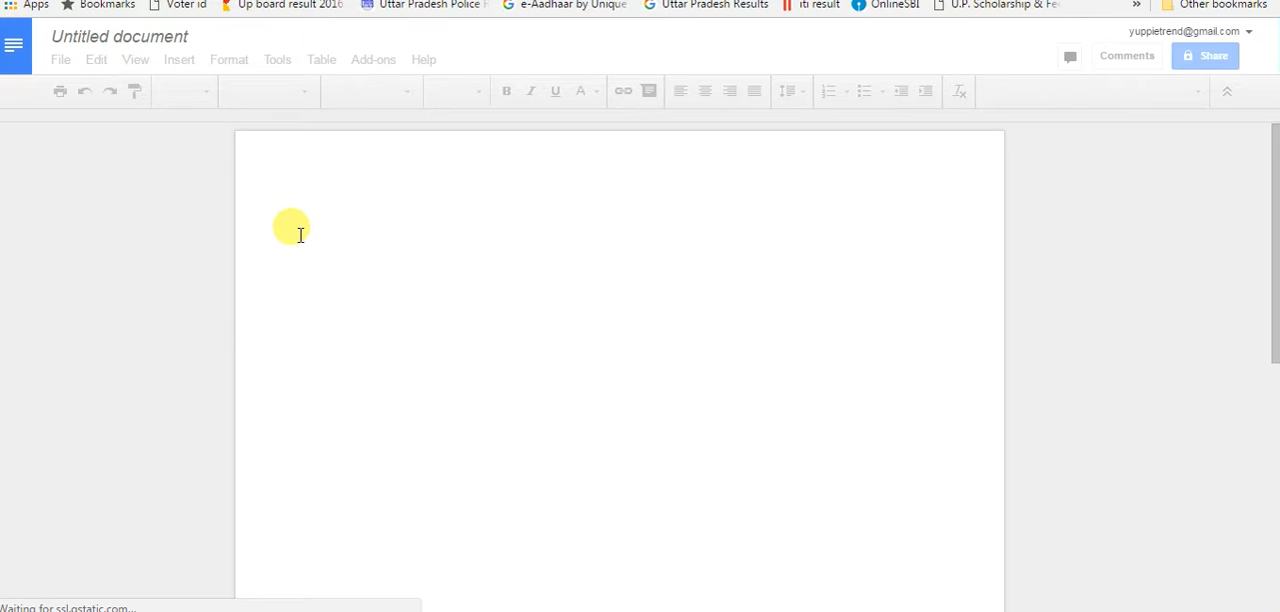 Apps Bookmarks Voter id Up board result 2016 Uttar Pradesh Police e-Aadhaar by Unique Uttar Pradesh Results iti result OnlineSBI U.P. Scholarship & Fe » Other bookmarks
Untitled document
yuppietrend@gmail.com
File Edit View Insert Format Tools Table Add-ons Help
Comments Share
B I U A
Waiting for ssl.gstatic.com...